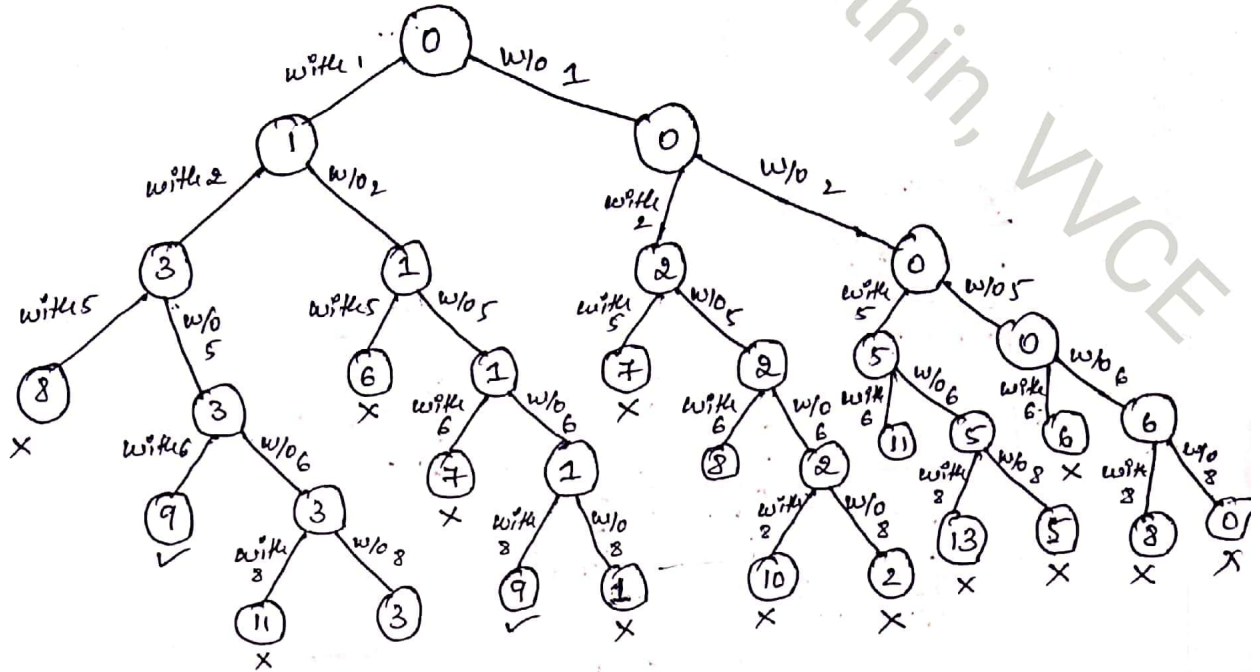 0
with 1
w/o 1
1
0
with 2
w/o 2
with 2
w/o 2
3
1
2
0
with 5
w/o 5
with 5
w/o 5
with 5
w/o 5
with 5
w/o 5
8
x
3
6
x
1
7
x
2
5
0
with 6
w/o 6
with 6
w/o 6
with 6
w/o 6
with 6
w/o 6
with 6
w/o 6
9
✓
3
7
x
1
8
2
11
5
6
x
6
with 8
w/o 8
with 8
w/o 8
with 8
w/o 8
with 8
w/o 8
with 8
w/o 8
11
x
3
9
✓
1
x
10
x
2
x
13
x
5
x
8
x
0
x
thin, VVCE